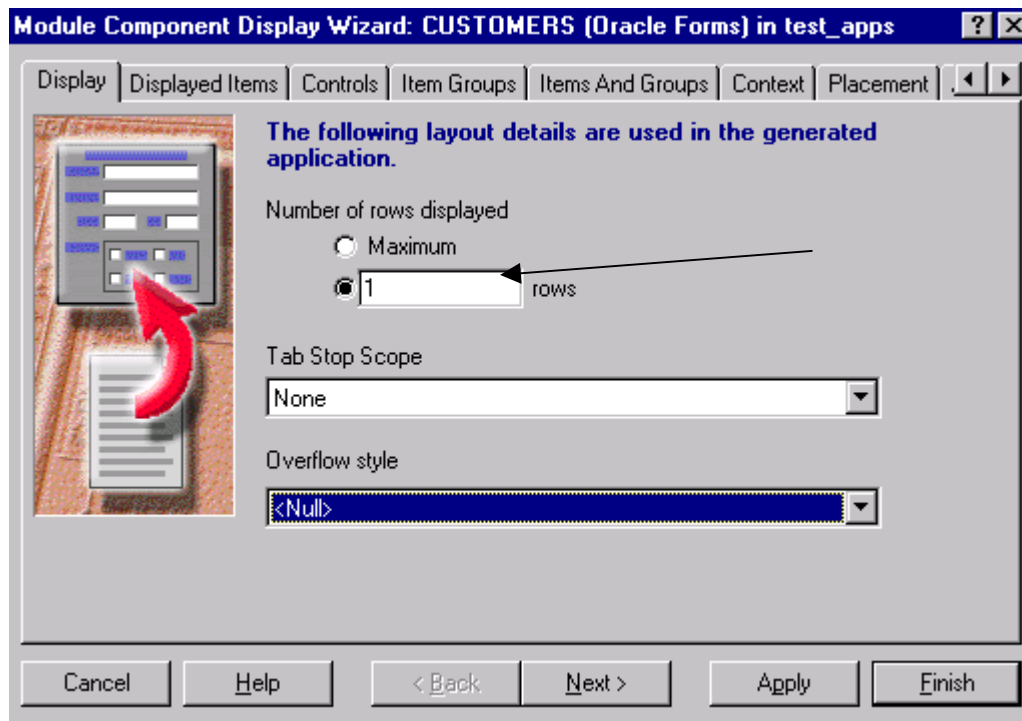 Module Component Display Wizard: CUSTOMERS (Oracle Forms) in test_apps
Display Displayed Items Controls Item Groups Items And Groups Context Placement
The following layout details are used in the generated
application.
Number of rows displayed
Maximum
1 rows
Tab Stop Scope
None
Overflow style
<Null>
Cancel Help < Back Next > Apply Finish